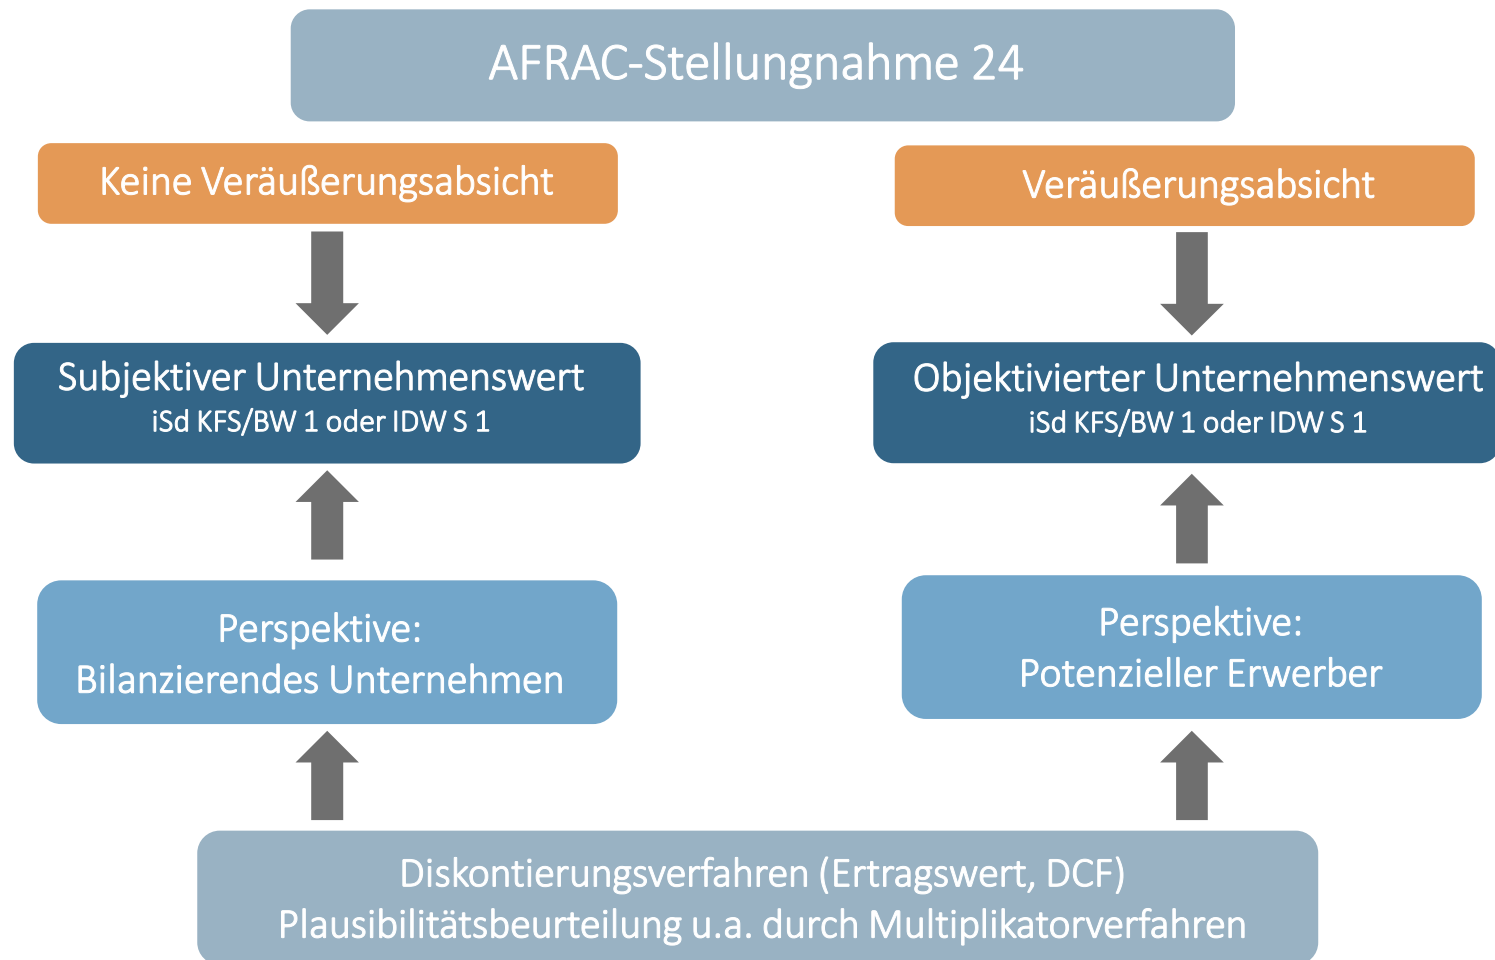 AFRAC-Stellungnahme 24
Keine Veräußerungsabsicht
Veräußerungsabsicht
Subjektiver Unternehmenswert
iSd KFS/BW 1 oder IDW S 1
Objektivierter Unternehmenswert
iSd KFS/BW 1 oder IDW S 1
Perspektive:
Bilanzierendes Unternehmen
Perspektive:
Potenzieller Erwerber
Diskontierungsverfahren (Ertragswert, DCF)
Plausibilitätsbeurteilung u.a. durch Multiplikatorverfahren